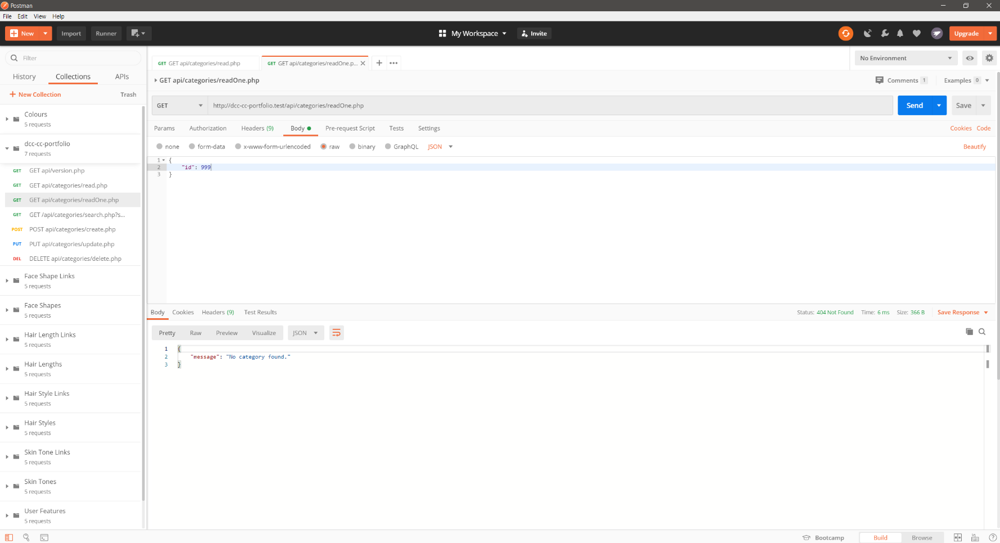 Postman
File Edit View Help
New Import Runner My Workspace Invite Upgrade
Filter
History Collections APIs
New Collection Trash
Colours
5 requests
dcc-cc-portfolio
7 requests
GET GET api/version.php
GET GET api/categories/read.php
GET GET api/categories/readOne.php
GET GET /api/categories/search.php?s...
POST POST api/categories/create.php
PUT PUT api/categories/update.php
DEL DELETE api/categories/delete.php
Face Shape Links
5 requests
Face Shapes
5 requests
Hair Length Links
5 requests
Hair Lengths
5 requests
Hair Style Links
5 requests
Hair Styles
5 requests
Skin Tone Links
5 requests
Skin Tones
5 requests
User Features
5 requests
GET GET api/categories/read.php GET GET api/categories/readOne.p...
No Environment
GET api/categories/readOne.php Comments 1 Examples 0
GET http://dcc-cc-portfolio.test/api/categories/readOne.php Send Save
Params Authorization Headers (9) Body Pre-request Script Tests Settings Cookies Code
none form-data x-www-form-urlencoded raw binary GraphQL JSON Beautify
1 {
2 "id": 999
3 }
Body Cookies Headers (9) Test Results Status: 404 Not Found Time: 6 ms Size: 366 B Save Response
Pretty Raw Preview Visualize JSON
1 {
2 "message": "No category found."
3 }
Bootcamp Build Browse